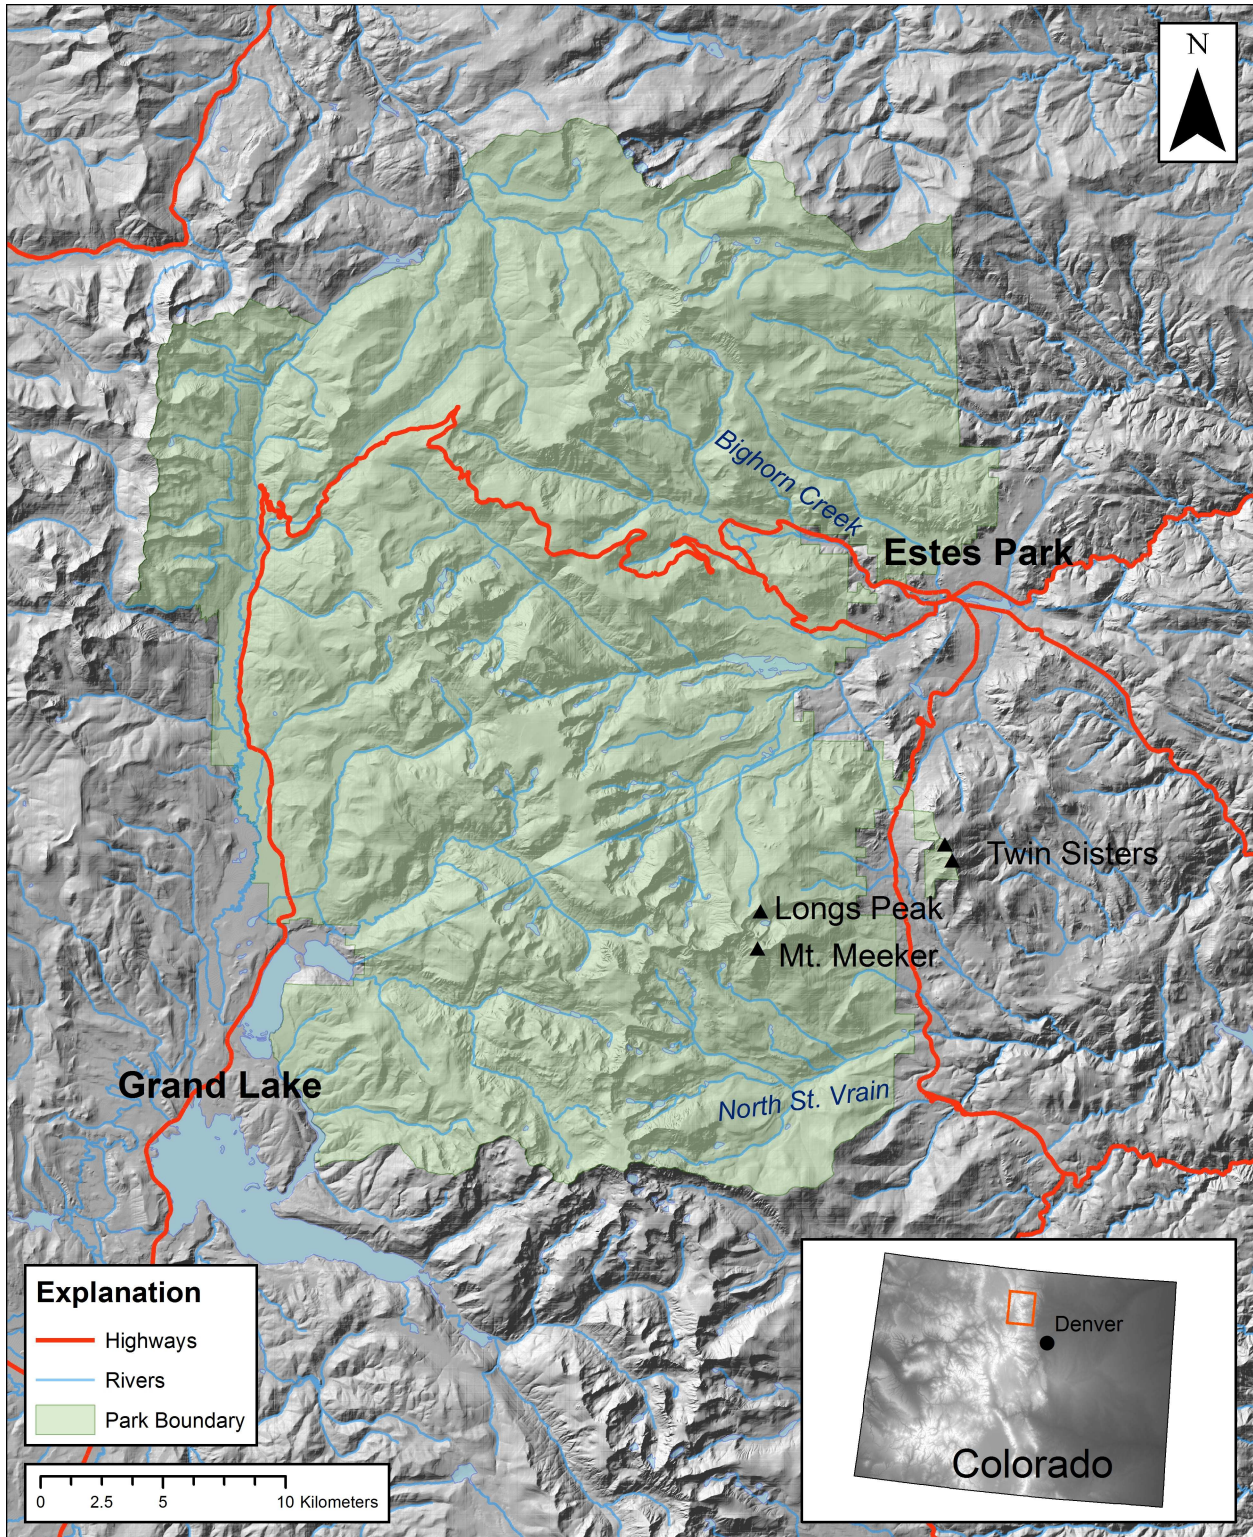 N
Bighorn Creek
Estes Park
Twin Sisters
Longs Peak
Mt. Meeker
Grand Lake
North St. Vrain
Explanation
Highways
Rivers
Park Boundary
0 2.5 5 10 Kilometers
Denver
Colorado